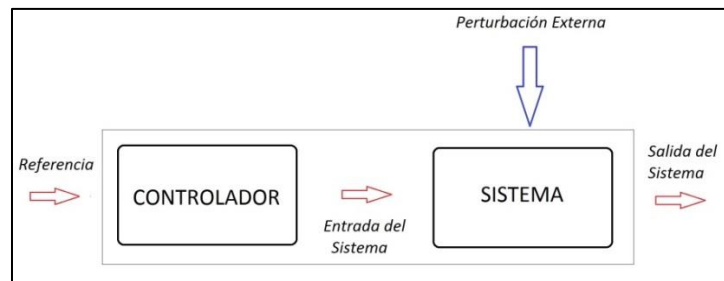 Perturbación Externa
Referencia
CONTROLADOR
Entrada del
Sistema
SISTEMA
Salida del
Sistema